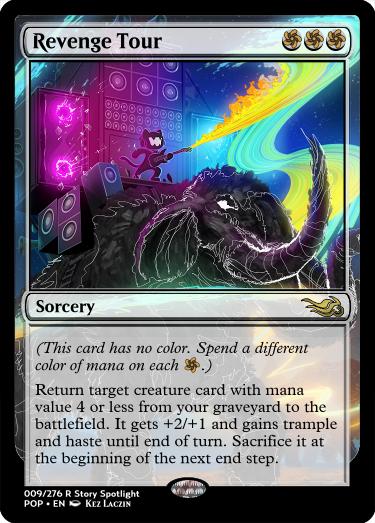 Revenge Tour
Sorcery
(This card has no color. Spend a different
color of mana on each .)
Return target creature card with mana
value 4 or less from your graveyard to the
battlefield. It gets +2/+1 and gains trample
and haste until end of turn. Sacrifice it at
the beginning of the next end step.
009/276 R Story Spotlight
POP • EN Kez Laczin